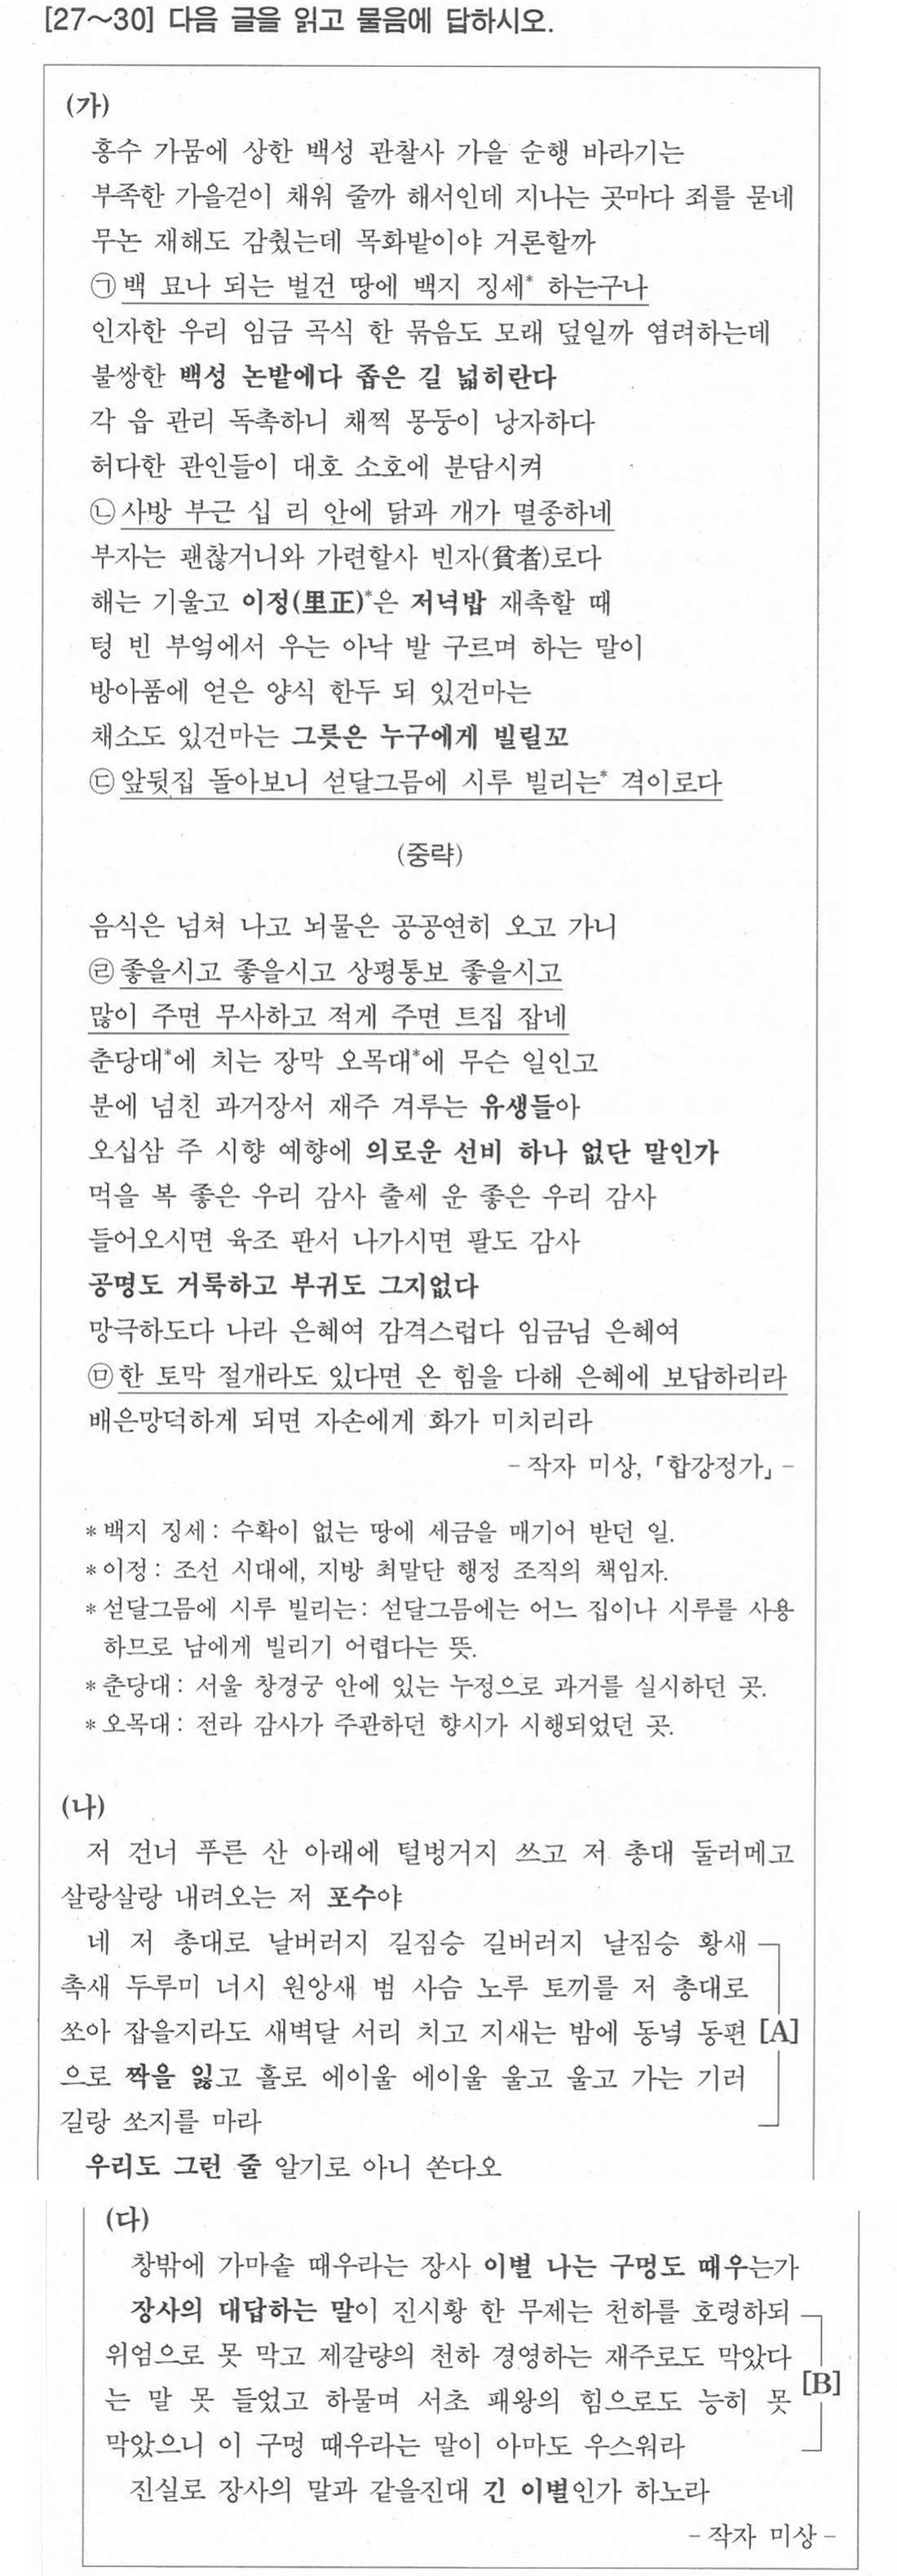 [27～30] 다음 글을 읽고 물음에 답하시오.
(가)
홍수 가뭄에 상한 백성 관찰사 가을 순행 바라기는
부족한 가을걷이 채워 줄까 해서인데 지나는 곳마다 죄를 묻네
무논 재해도 감췄는데 목화밭이야 거론할까
㉠백 묘나 되는 벌건 땅에 백지 징세* 하는구나
인자한 우리 임금 곡식 한 묶음도 모래 덮일까 염려하는데
불쌍한 백성 논밭에다 좁은 길 넓히란다
각 읍 관리 독촉하니 채찍 몽둥이 낭자하다
허다한 관인들이 대호 소호에 분담시켜
㉡사방 부근 십 리 안에 닭과 개가 멸종하네
부자는 괜찮거니와 가련할사 빈자(貧者)로다
해는 기울고 이정(里正)*은 저녁밥 재촉할 때
텅 빈 부엌에서 우는 아낙 발 구르며 하는 말이
방아품에 얻은 양식 한두 되 있건마는
채소도 있건마는 그릇은 누구에게 빌릴꼬
㉢앞뒷집 돌아보니 섣달그믐에 시루 빌리는* 격이로다
(중략)
음식은 넘쳐 나고 뇌물은 공공연히 오고 가니
㉣좋을시고 좋을시고 상평통보 좋을시고
많이 주면 무사하고 적게 주면 트집 잡네
춘당대*에 치는 장막 오목대*에 무슨 일인고
분에 넘친 과거장서 재주 겨루는 유생들아
오십삼 주 시향 예향에 의로운 선비 하나 없단 말인가
먹을 복 좋은 우리 감사 출세 운 좋은 우리 감사
들어오시면 육조 판서 나가시면 팔도 감사
공명도 거룩하고 부귀도 그지없다
망극하도다 나라 은혜여 감격스럽다 임금님 은혜여
㉤한 토막 절개라도 있다면 온 힘을 다해 은혜에 보답하리라
배은망덕하게 되면 자손에게 화가 미치리라
- 작자 미상, 「합강정가」 -
* 백지 징세 : 수확이 없는 땅에 세금을 매기어 받던 일.
* 이정 : 조선 시대에, 지방 최말단 행정 조직의 책임자.
* 섣달그믐에 시루 빌리는 : 섣달그믐에는 어느 집이나 시루를 사용
하므로 남에게 빌리기 어렵다는 뜻.
* 춘당대 : 서울 창경궁 안에 있는 누정으로 과거를 실시하던 곳.
* 오목대 : 전라 감사가 주관하던 향시가 시행되었던 곳.
(나)
저 건너 푸른 산 아래에 털벙거지 쓰고 저 총대 둘러메고
살랑살랑 내려오는 저 포수야
네 저 총대로 날버러지 길짐승 길버러지 날짐승 황새
촉새 두루미 너시 원앙새 범 사슴 노루 토끼를 저 총대로
쏘아 잡을지라도 새벽달 서리 치고 지새는 밤에 동녘 동편 [A]
으로 짝을 잃고 홀로 에이울 에이울 울고 울고 가는 기러
길랑 쏘지를 마라
우리도 그런 줄 알기로 아니 쏜다오
(다)
창밖에 가마솥 때우라는 장사 이별 나는 구멍도 때우는가
장사의 대답하는 말이 진시황 한 무제는 천하를 호령하되
위엄으로 못 막고 제갈량의 천하 경영하는 재주로도 막았다
는 말 못 들었고 하물며 서초 패왕의 힘으로도 능히 못 [B]
막았으니 이 구멍 때우라는 말이 아마도 우스워라
진실로 장사의 말과 같을진대 긴 이별인가 하노라
- 작자 미상 -